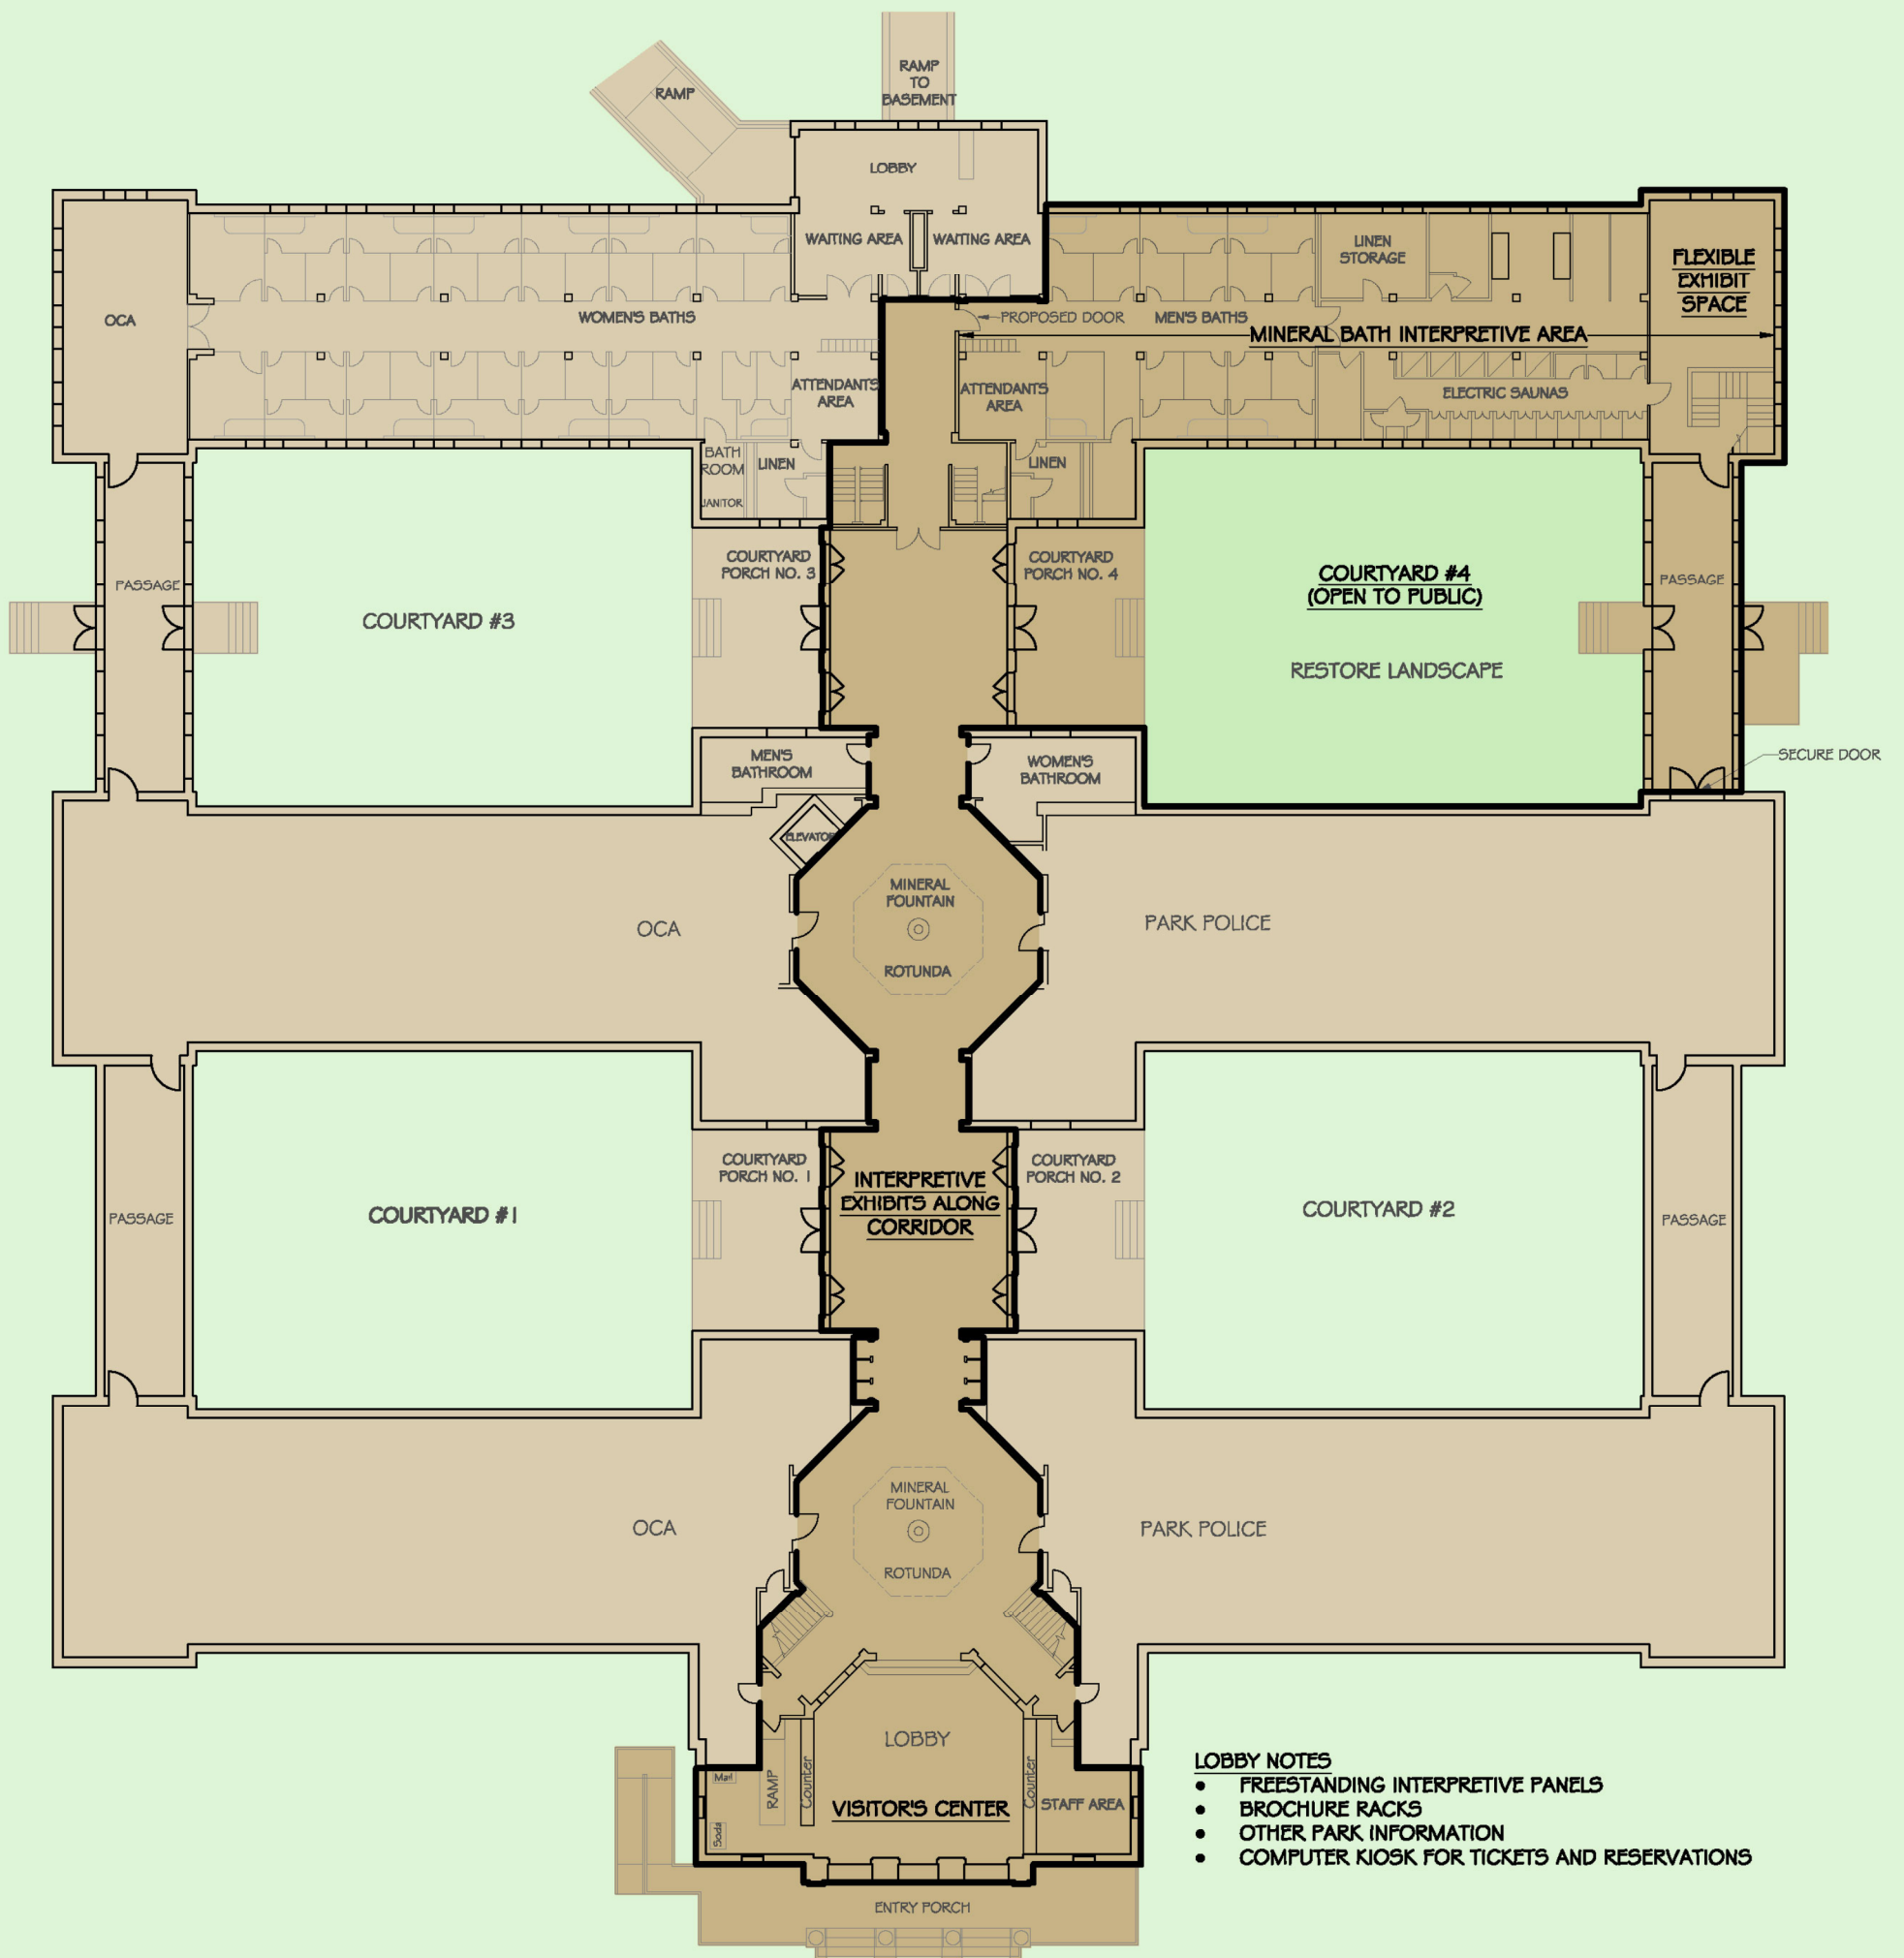 RAMP
TO
BASEMENT
RAMP
LOBBY
WAITING AREA
WAITING AREA
LINEN
STORAGE
FLEXIBLE
EXHIBIT
SPACE
OCA
WOMEN'S BATHS
PROPOSED DOOR
MEN'S BATHS
MINERAL BATH INTERPRETIVE AREA
ATTENDANTS
AREA
ATTENDANTS
AREA
ELECTRIC SAUNAS
BATH
ROOM
LINEN
JANITOR
LINEN
COURTYARD
PORCH NO. 3
COURTYARD
PORCH NO. 4
COURTYARD #4
(OPEN TO PUBLIC)
PASSAGE
PASSAGE
COURTYARD #3
RESTORE LANDSCAPE
MEN'S
BATHROOM
WOMEN'S
BATHROOM
SECURE DOOR
ELEVATOR
MINERAL
FOUNTAIN
ROTUNDA
OCA
PARK POLICE
COURTYARD
PORCH NO. 1
INTERPRETIVE
EXHIBITS ALONG
CORRIDOR
COURTYARD
PORCH NO. 2
PASSAGE
COURTYARD #1
COURTYARD #2
PASSAGE
MINERAL
FOUNTAIN
ROTUNDA
OCA
PARK POLICE
LOBBY
Mail
RAMP
Counter
VISITOR'S CENTER
Counter
STAFF AREA
Soda
ENTRY PORCH
LOBBY NOTES
• FREESTANDING INTERPRETIVE PANELS
• BROCHURE RACKS
• OTHER PARK INFORMATION
• COMPUTER KIOSK FOR TICKETS AND RESERVATIONS